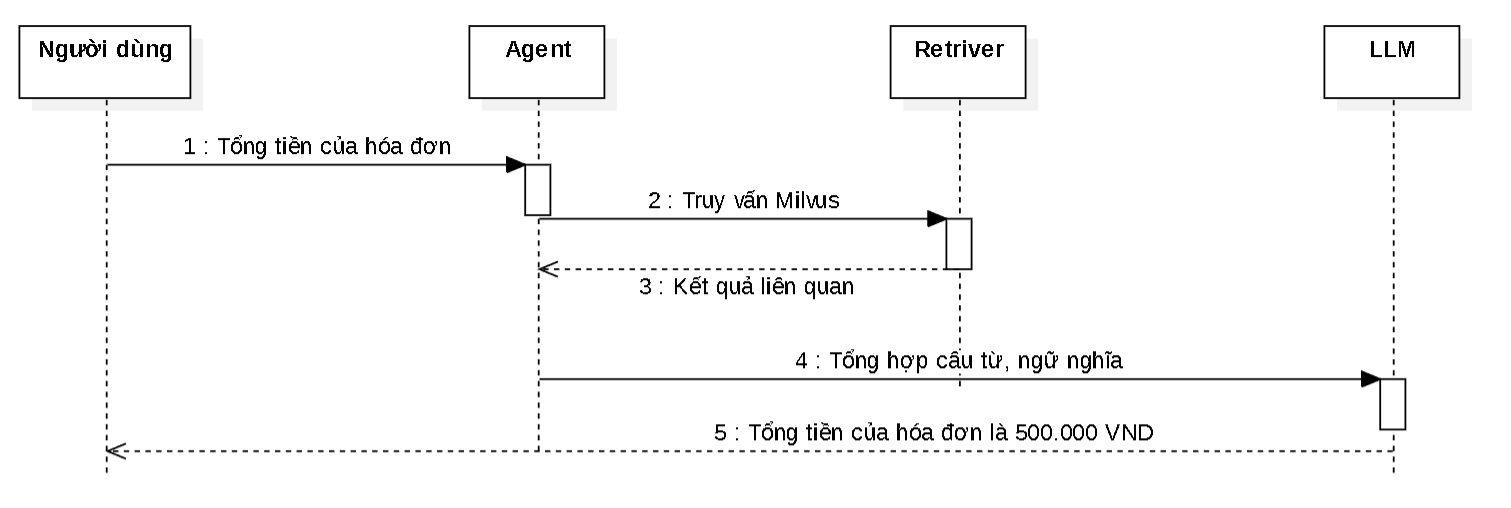 Người dùng
Agent
Retriver
LLM
1 : Tổng tiền của hóa đơn
2 : Truy vấn Milvus
3 : Kết quả liên quan
4 : Tổng hợp cấu từ, ngữ nghĩa
5 : Tổng tiền của hóa đơn là 500.000 VND